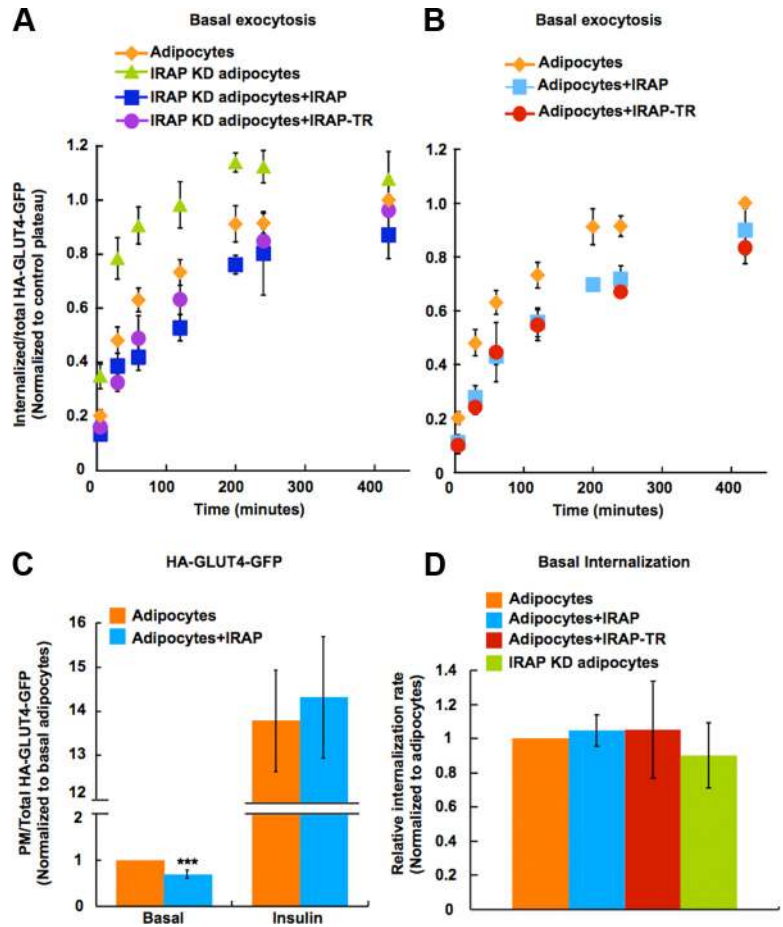 A
Basal exocytosis
Adipocytes
IRAP KD adipocytes
IRAP KD adipocytes+IRAP
IRAP KD adipocytes+IRAP-TR
Internalized/total HA-GLUT4-GFP
(Normalized to control plateau)
1.2
1.0
0.8
0.6
0.4
0.2
0
0 100 200 300 400
Time (minutes)
B
Basal exocytosis
Adipocytes
Adipocytes+IRAP
Adipocytes+IRAP-TR
1.2
1.0
0.8
0.6
0.4
0.2
0
0 100 200 300 400
Time (minutes)
C
HA-GLUT4-GFP
Adipocytes
Adipocytes+IRAP
PM/Total HA-GLUT4-GFP
(Normalized to basal adipocytes)
16
15
14
13
12
2
1
0
***
Basal Insulin
D
Basal Internalization
Adipocytes
Adipocytes+IRAP
Adipocytes+IRAP-TR
IRAP KD adipocytes
Relative internalization rate
(Normalized to adipocytes)
1.4
1.2
1
0.8
0.6
0.4
0.2
0